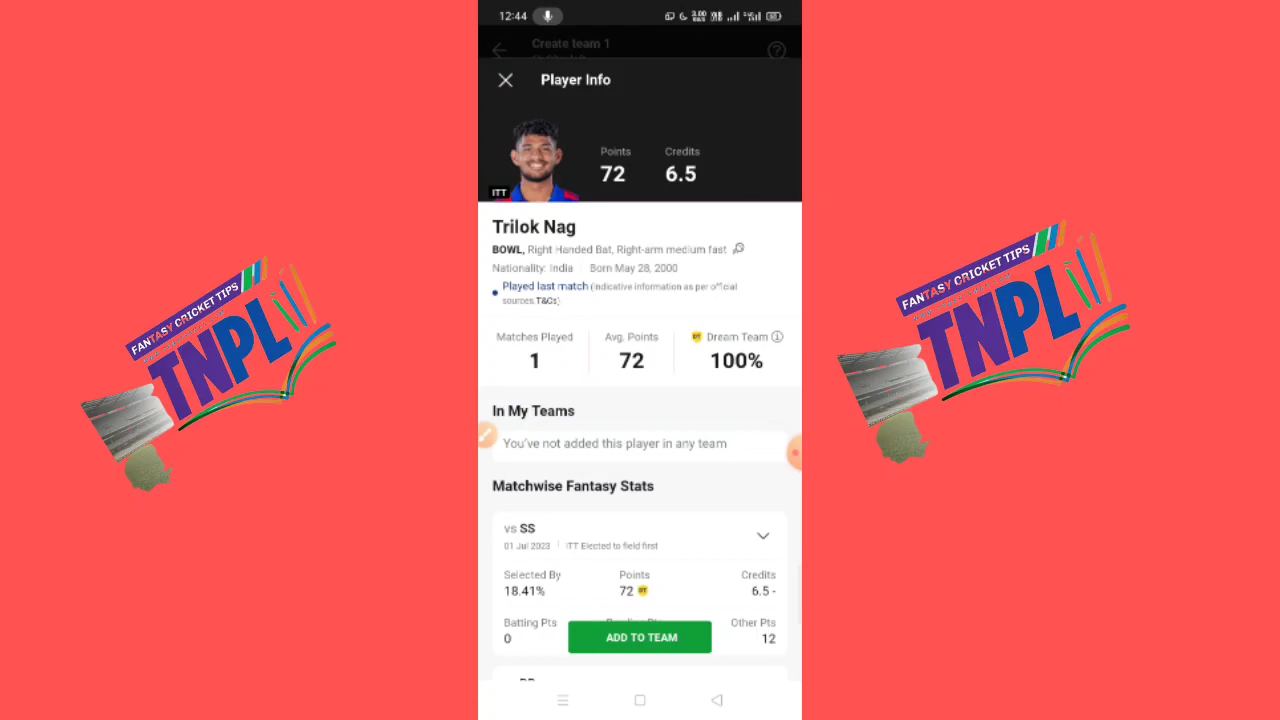 12:44
Create team 1
Player Info
Points
Credits
72
6.5
ITT
Trilok Nag
BOWL, Right Handed Bat, Right-arm medium fast
Nationality: India
Born May 28, 2000
Played last match (Indicative information as per official
sources.T&Cs)
Matches Played
Avg. Points
DT Dream Team
1
72
100%
In My Teams
You've not added this player in any team
Matchwise Fantasy Stats
vs SS
01 Jul 2023
ITT Elected to field first
Selected By
Points
Credits
18.41%
72 DT
6.5 -
Batting Pts
Other Pts
0
12
ADD TO TEAM
FANTASY CRICKET TIPS
TNPL
FANTASY CRICKET TIPS
TNPL